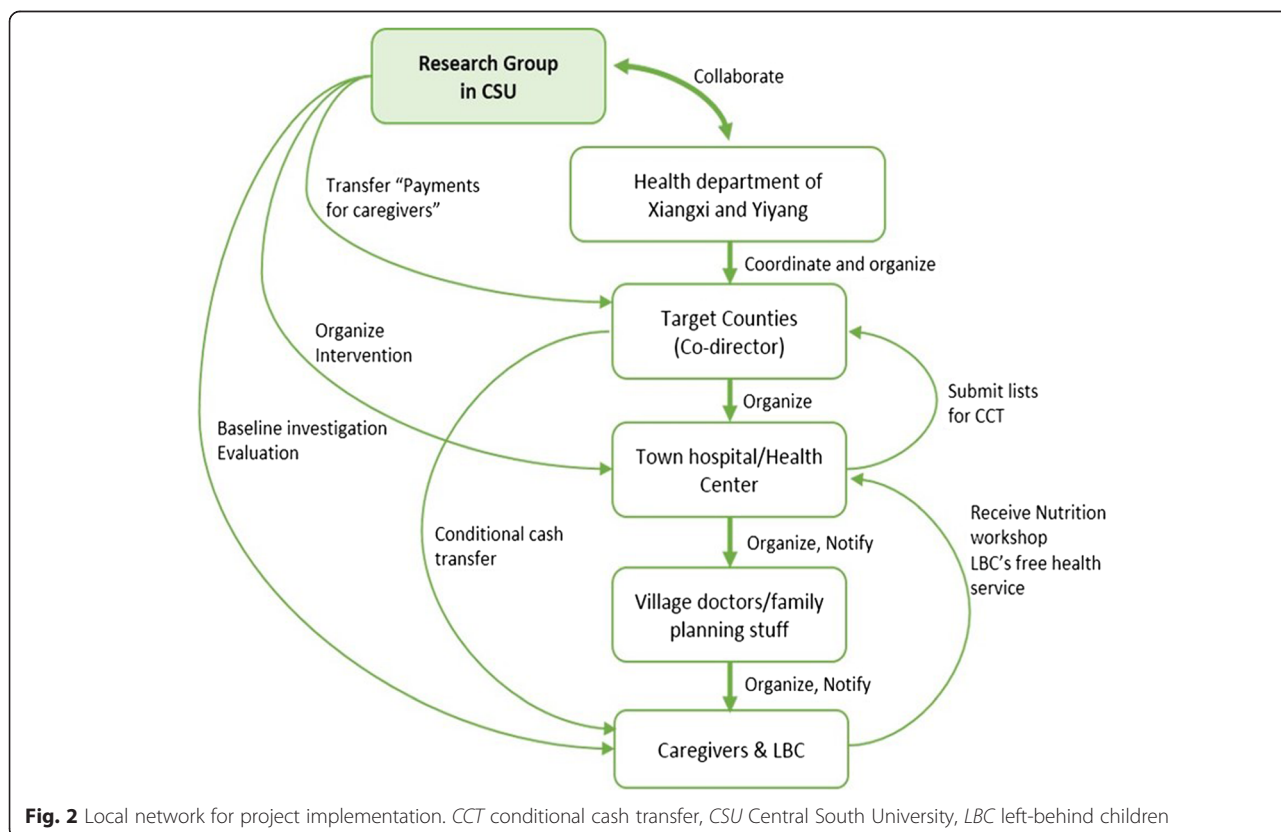 Research Group
in CSU
Collaborate
Health department of
Xiangxi and Yiyang
Transfer “Payments
for caregivers”
Coordinate and organize
Target Counties
(Co-director)
Organize
Intervention
Organize
Submit lists
for CCT
Baseline investigation
Evaluation
Town hospital/Health
Center
Conditional cash
transfer
Organize, Notify
Receive Nutrition
workshop
LBC's free health
service
Village doctors/family
planning stuff
Organize, Notify
Caregivers & LBC
Fig. 2 Local network for project implementation. CCT conditional cash transfer, CSU Central South University, LBC left-behind children